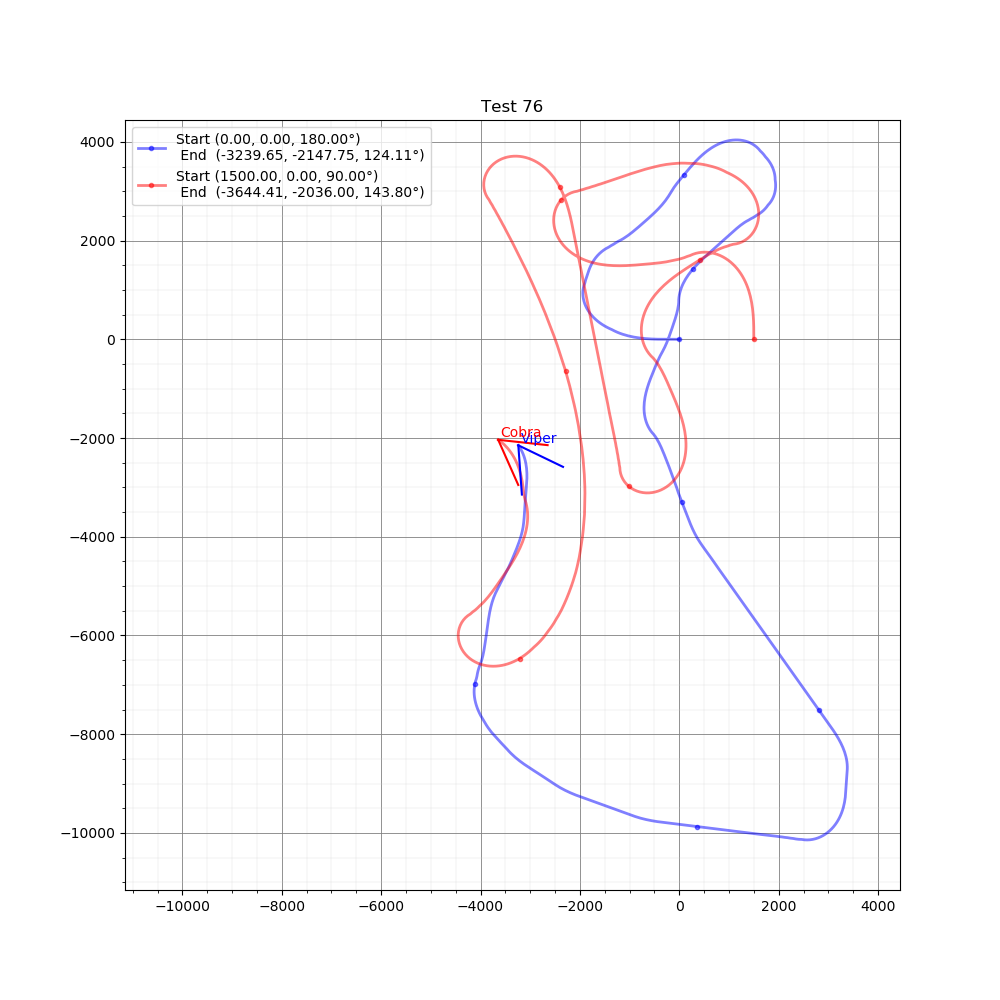 Test 76
Start (0.00, 0.00, 180.00°)
End  (-3239.65, -2147.75, 124.11°)
Start (1500.00, 0.00, 90.00°)
End  (-3644.41, -2036.00, 143.80°)
4000
2000
0
−2000
−4000
−6000
−8000
−10000
Cobra
Viper
−10000 −8000 −6000 −4000 −2000 0 2000 4000